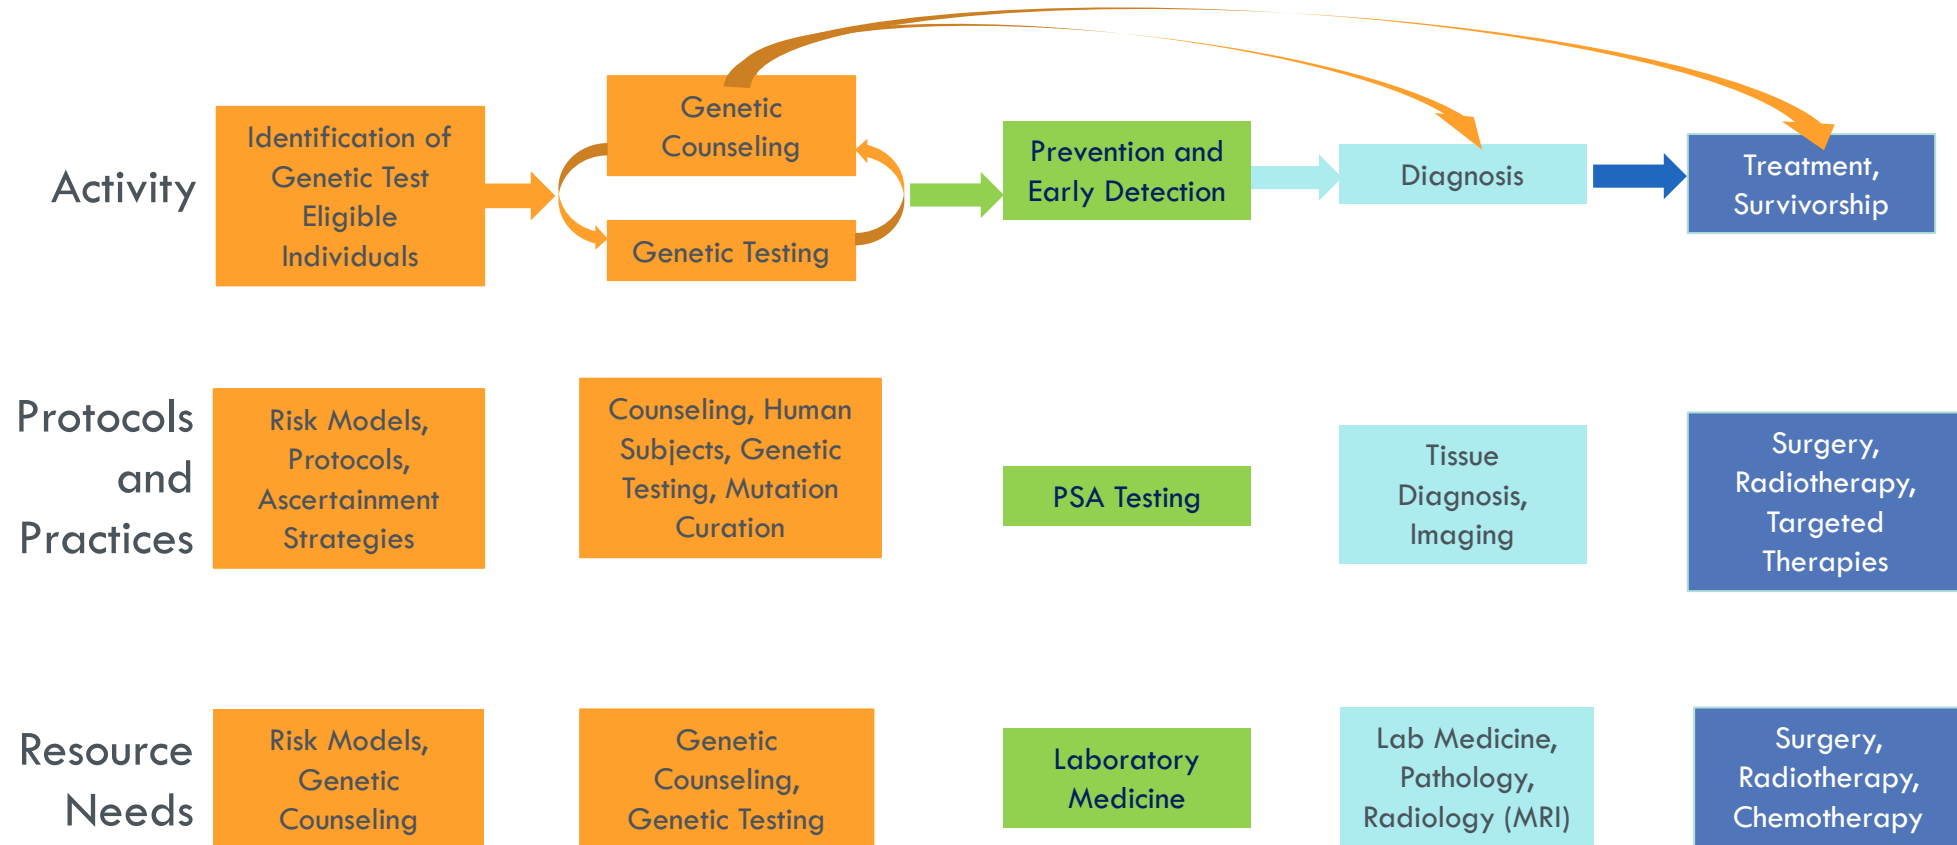 Activity
Identification of
Genetic Test
Eligible
Individuals
Genetic
Counseling
Genetic Testing
Prevention and
Early Detection
Diagnosis
Treatment,
Survivorship
Protocols
and
Practices
Risk Models,
Protocols,
Ascertainment
Strategies
Counseling, Human
Subjects, Genetic
Testing, Mutation
Curation
PSA Testing
Tissue
Diagnosis,
Imaging
Surgery,
Radiotherapy,
Targeted
Therapies
Resource
Needs
Risk Models,
Genetic
Counseling
Genetic
Counseling,
Genetic Testing
Laboratory
Medicine
Lab Medicine,
Pathology,
Radiology (MRI)
Surgery,
Radiotherapy,
Chemotherapy